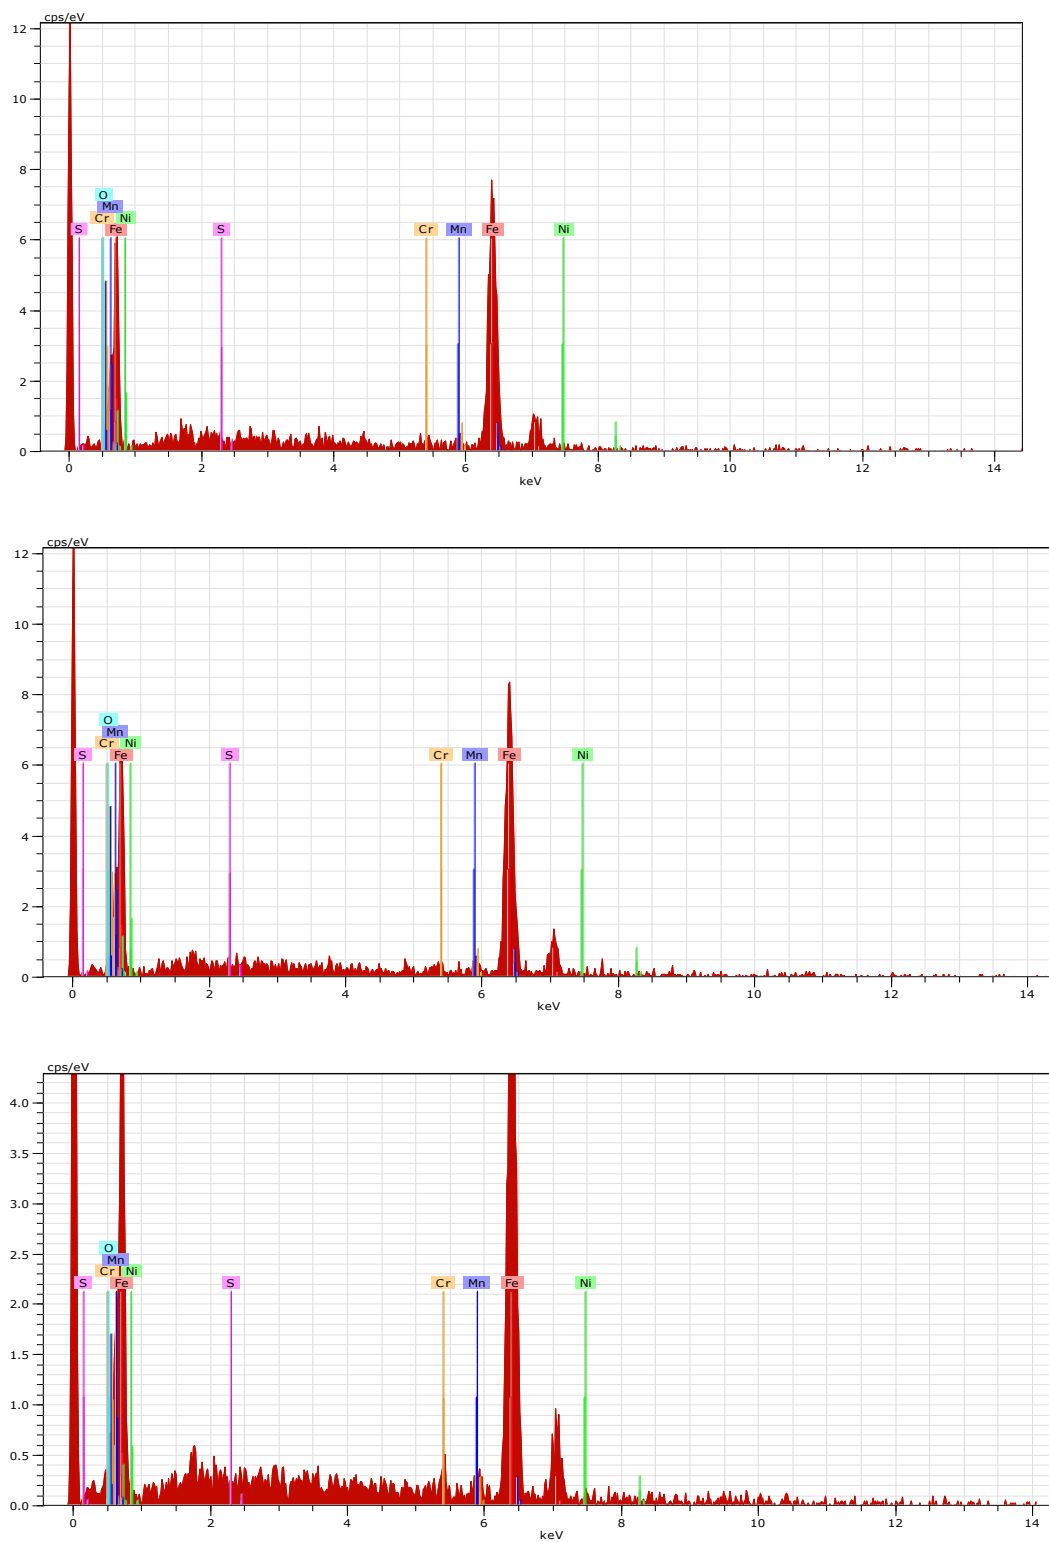 cps/eV
12
10
8
6
4
2
0
O
Mn
Cr Ni
S Fe S Cr Mn Fe Ni
0 2 4 6 8 10 12 14
keV
cps/eV
12
10
8
6
4
2
0
O
Mn
Cr Ni
S Fe S Cr Mn Fe Ni
0 2 4 6 8 10 12 14
keV
cps/eV
4.0
3.5
3.0
2.5
2.0
1.5
1.0
0.5
0.0
O
Mn
Cr Ni
S Fe S Cr Mn Fe Ni
0 2 4 6 8 10 12 14
keV